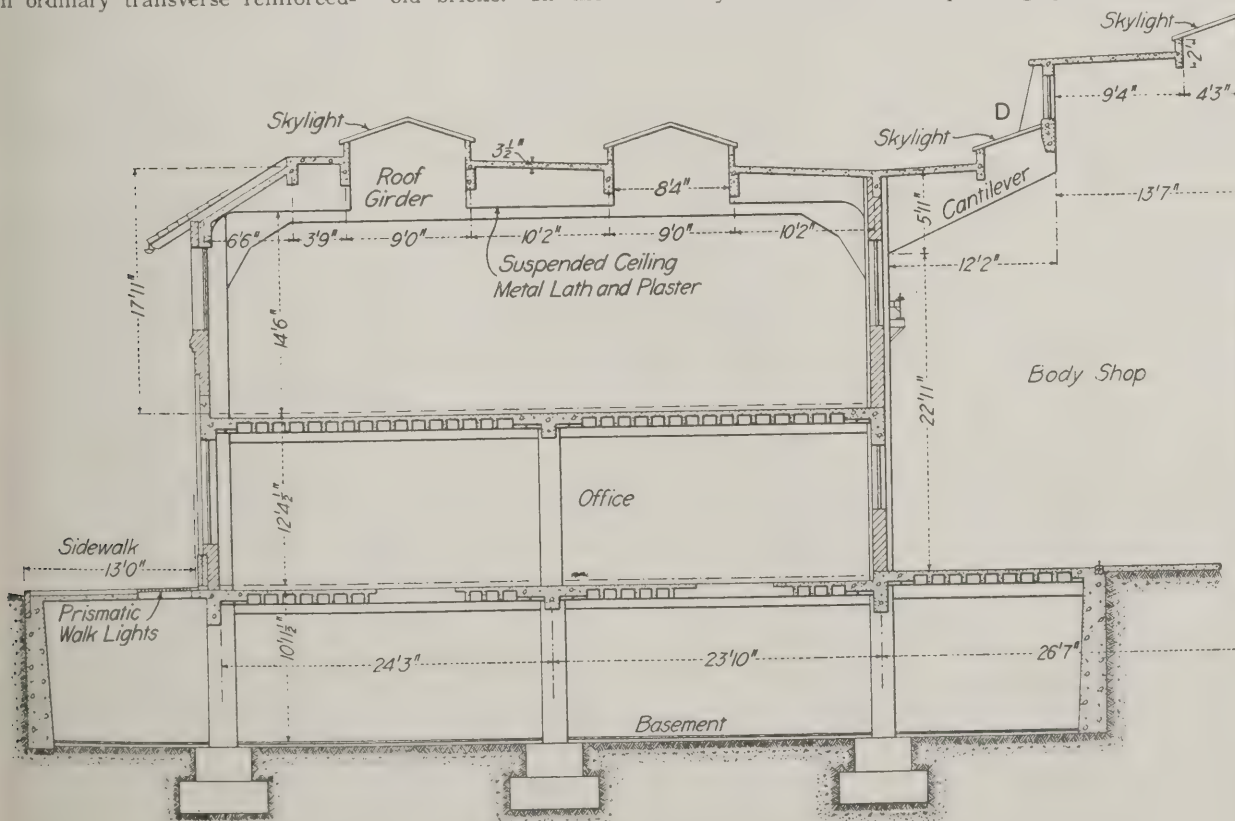 n ordinary transverse reinforced- old bricks.
Skylight
2'
9'4" 4'3"
D
Skylight
Skylight
3½"
Roof
Girder
8'4"
5'11"
Cantilever
13'7"
6'6" 3'9" 9'0" 10'2" 9'0" 10'2"
12'2"
Suspended Ceiling
Metal Lath and Plaster
17'11"
14'6"
Body Shop
22'11"
Office
12'4½"
Sidewalk
13'0"
Prismatic
Walk Lights
10'11½"
24'3" 23'10" 26'7"
Basement